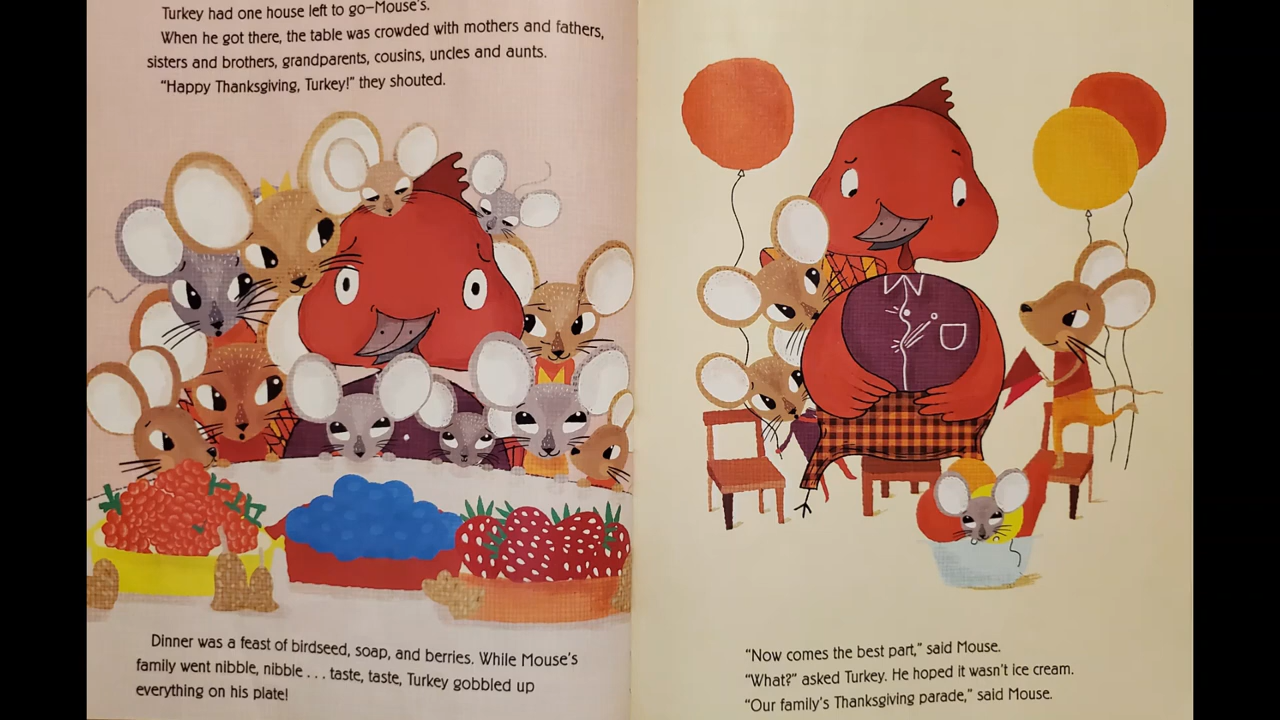 Turkey had one house left to go—Mouse's.
When he got there, the table was crowded with mothers and fathers,
sisters and brothers, grandparents, cousins, uncles and aunts.
"Happy Thanksgiving, Turkey!" they shouted.
Dinner was a feast of birdseed, soap, and berries. While Mouse's
family went nibble, nibble . . . taste, taste, Turkey gobbled up
everything on his plate!
"Now comes the best part," said Mouse.
"What?" asked Turkey. He hoped it wasn't ice cream.
"Our family's Thanksgiving parade," said Mouse.